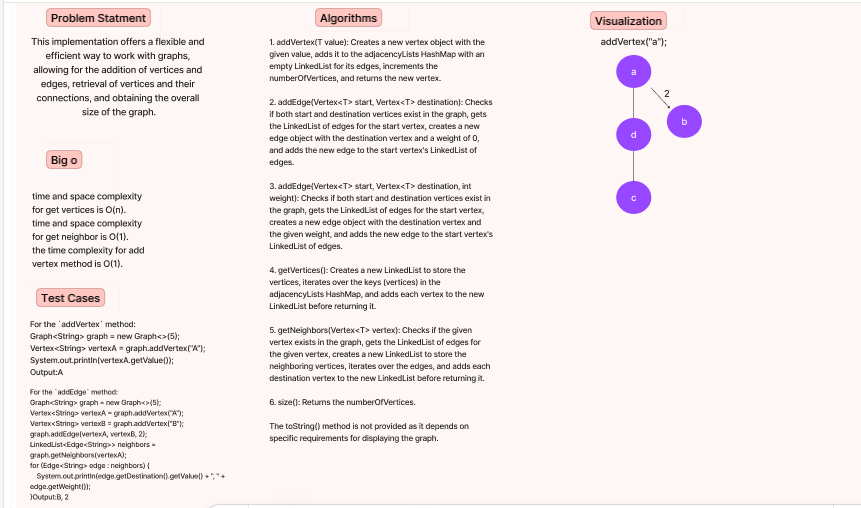 Problem Statment
This implementation offers a flexible and
efficient way to work with graphs,
allowing for the addition of vertices and
edges, retrieval of vertices and their
connections, and obtaining the overall
size of the graph.
Big o
time and space complexity
for get vertices is O(n).
time and space complexity
for get neighbor is O(1).
the time complexity for add
vertex method is O(1).
Test Cases
For the `addVertex` method:
Graph<String> graph = new Graph<>(5);
Vertex<String> vertexA = graph.addVertex("A");
System.out.println(vertexA.getValue());
Output:A
For the `addEdge` method:
Graph<String> graph = new Graph<>(5);
Vertex<String> vertexA = graph.addVertex("A");
Vertex<String> vertexB = graph.addVertex("B");
graph.addEdge(vertexA, vertexB, 2);
LinkedList<Edge<String>> neighbors =
graph.getNeighbors(vertexA);
for (Edge<String> edge : neighbors) {
System.out.println(edge.getDestination().getValue() + ", " +
edge.getWeight());
}Output:B, 2
Algorithms
1. addVertex(T value): Creates a new vertex object with the
given value, adds it to the adjacencyLists HashMap with an
empty LinkedList for its edges, increments the
numberOfVertices, and returns the new vertex.
2. addEdge(Vertex<T> start, Vertex<T> destination): Checks
if both start and destination vertices exist in the graph, gets
the LinkedList of edges for the start vertex, creates a new
edge object with the destination vertex and a weight of 0,
and adds the new edge to the start vertex's LinkedList of
edges.
3. addEdge(Vertex<T> start, Vertex<T> destination, int
weight): Checks if both start and destination vertices exist in
the graph, gets the LinkedList of edges for the start vertex,
creates a new edge object with the destination vertex and
the given weight, and adds the new edge to the start vertex's
LinkedList of edges.
4. getVertices(): Creates a new LinkedList to store the
vertices, iterates over the keys (vertices) in the
adjacencyLists HashMap, and adds each vertex to the new
LinkedList before returning it.
5. getNeighbors(Vertex<T> vertex): Checks if the given
vertex exists in the graph, gets the LinkedList of edges for
the given vertex, creates a new LinkedList to store the
neighboring vertices, iterates over the edges, and adds each
destination vertex to the new LinkedList before returning it.
6. size(): Returns the numberOfVertices.
The toString() method is not provided as it depends on
specific requirements for displaying the graph.
Visualization
addVertex("a");
a
2
b
d
c